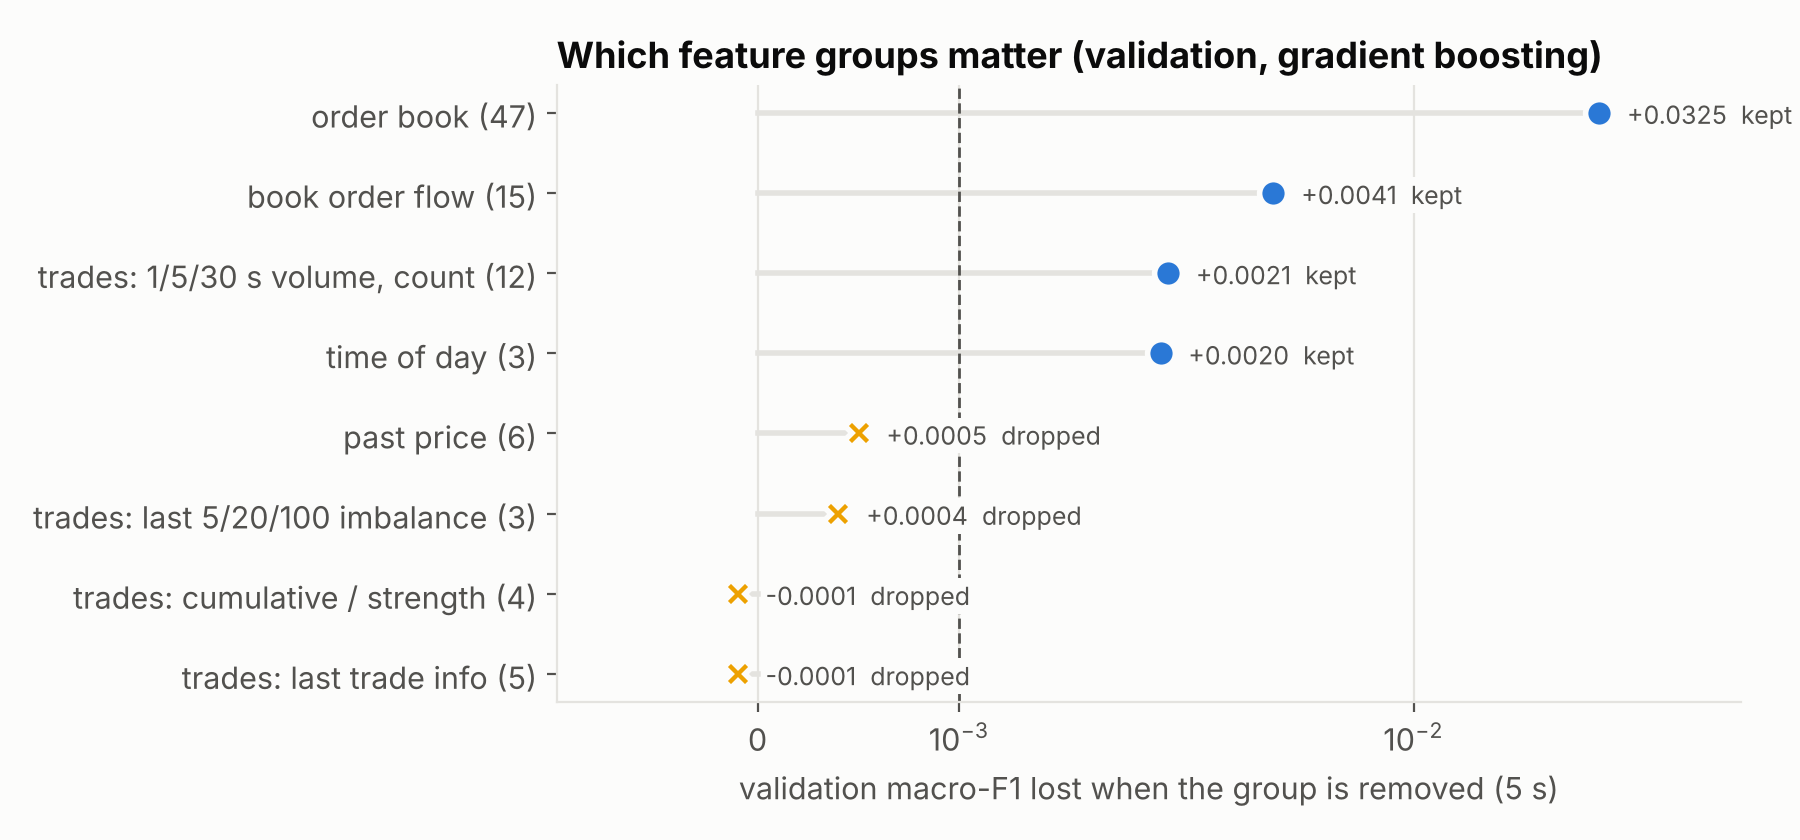 Which feature groups matter (validation, gradient boosting)
order book (47)
+0.0325 kept
book order flow (15)
+0.0041 kept
trades: 1/5/30 s volume, count (12)
+0.0021 kept
time of day (3)
+0.0020 kept
past price (6)
+0.0005 dropped
trades: last 5/20/100 imbalance (3)
+0.0004 dropped
trades: cumulative / strength (4)
-0.0001 dropped
trades: last trade info (5)
-0.0001 dropped
0
10⁻³
10⁻²
validation macro-F1 lost when the group is removed (5 s)